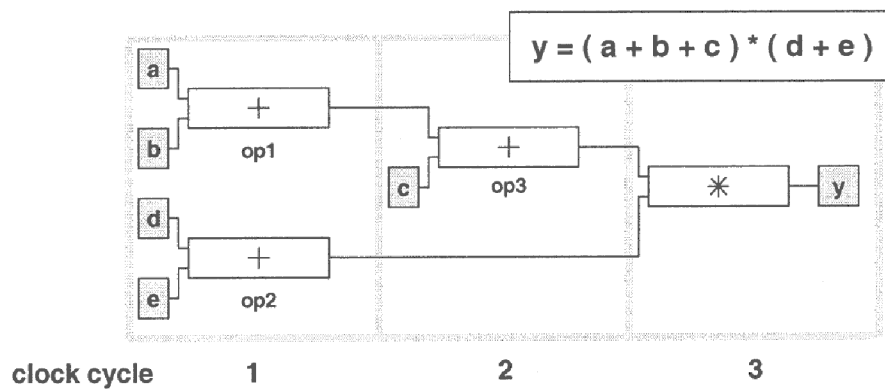 y = ( a + b + c ) * ( d + e )
a
+
b
op1
+
c
op3
*
y
d
+
e
op2
clock cycle 1 2 3